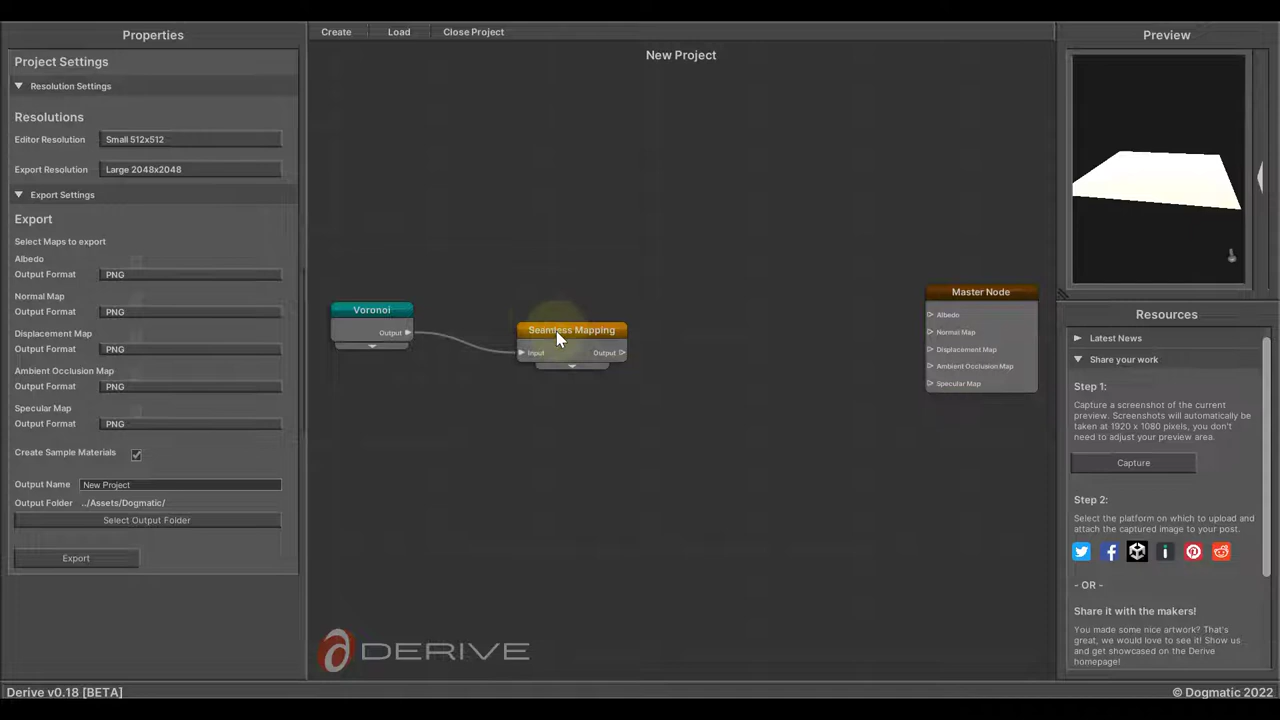 Properties
Project Settings
Resolution Settings
Resolutions
Editor Resolution Small 512x512
Export Resolution Large 2048x2048
Export Settings
Export
Select Maps to export
Albedo
Output Format PNG
Normal Map
Output Format PNG
Displacement Map
Output Format PNG
Ambient Occlusion Map
Output Format PNG
Specular Map
Output Format PNG
Create Sample Materials
Output Name New Project
Output Folder ../Assets/Dogmatic/
Select Output Folder
Export
Create Load Close Project
New Project
Voronoi
Output
Seamless Mapping
Input Output
Master Node
Albedo
Normal Map
Displacement Map
Ambient Occlusion Map
Specular Map
DERIVE
Preview
Resources
Latest News
Share your work
Step 1:
Capture a screenshot of the current
preview. Screenshots will automatically be
taken at 1920 x 1080 pixels, you don't
need to adjust your preview area.
Capture
Step 2:
Select the platform on which to upload and
attach the captured image to your post.
- OR -
Share it with the makers!
You made some nice artwork? That's
great, we would love to see it! Show us
and get showcased on the Derive
homepage!
Derive v0.18 [BETA]
© Dogmatic 2022